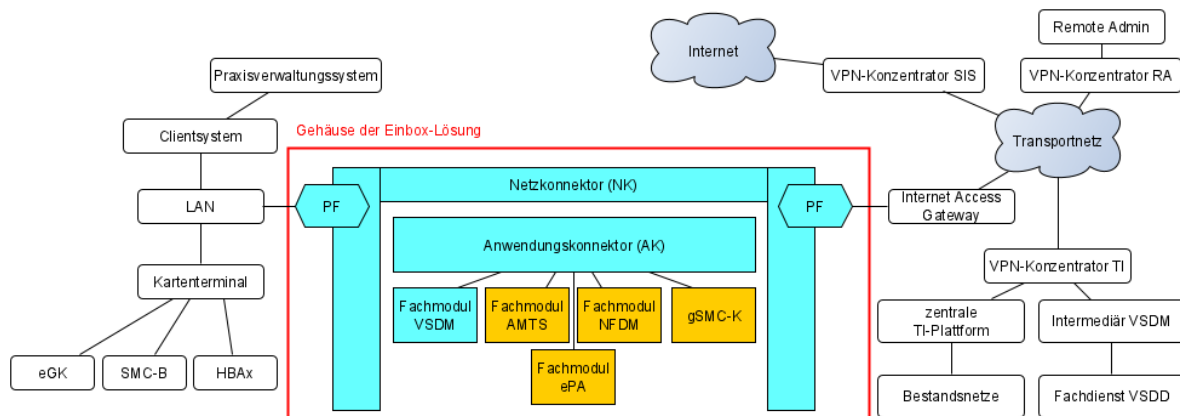 Remote Admin
Internet
Praxisverwaltungssystem
VPN-Konzentrator SIS
VPN-Konzentrator RA
Clientsystem
Gehäuse der Einbox-Lösung
Transportnetz
Netzkonnektor (NK)
LAN
PF
PF
Internet Access
Gateway
Anwendungskonnektor (AK)
VPN-Konzentrator TI
Kartenterminal
Fachmodul
VSDM
Fachmodul
AMTS
Fachmodul
NFDM
gSMC-K
zentrale
TI-Plattform
Intermediär VSDM
eGK
SMC-B
HBAx
Fachmodul
ePA
Bestandsnetze
Fachdienst VSDD